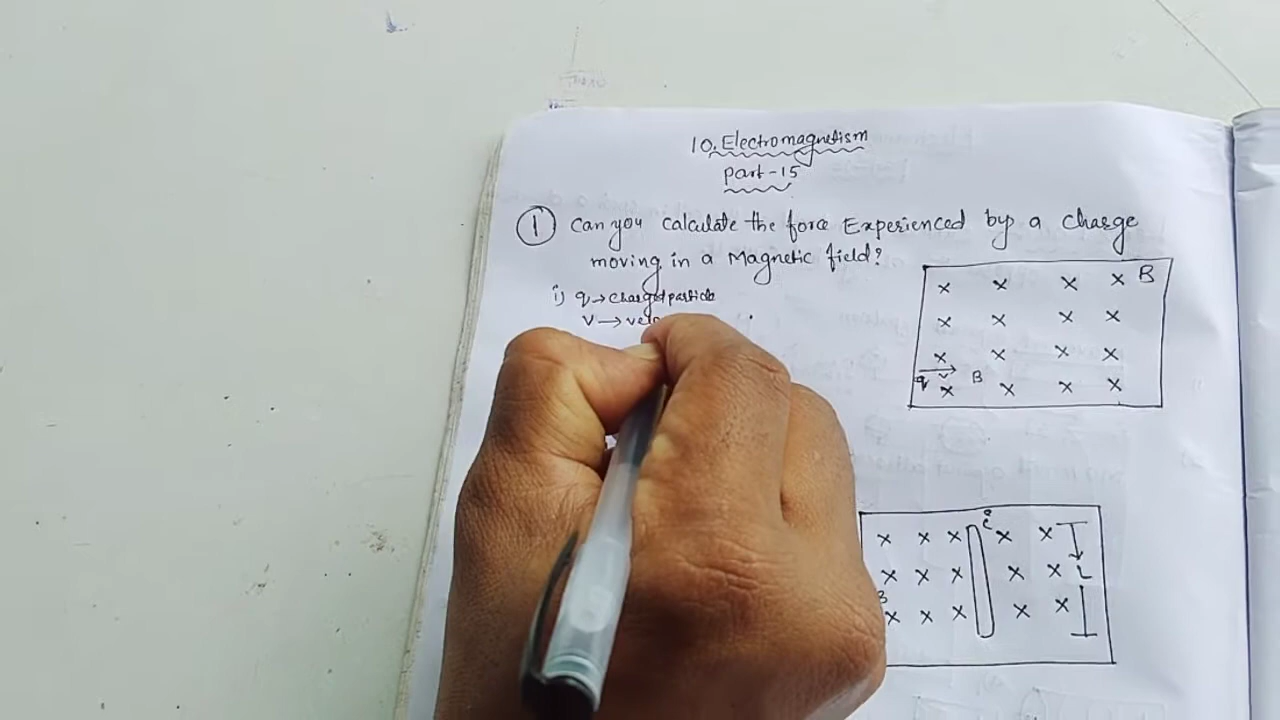 10. Electromagnetism
part-15
① Can you calculate the force Experienced by a charge
moving in a Magnetic field?
i) q → charged particle
V →
x x x x B
x x x x
x x x x
q v B
x x x x
i
x x x x x
x x x x x L
B
x x x x x